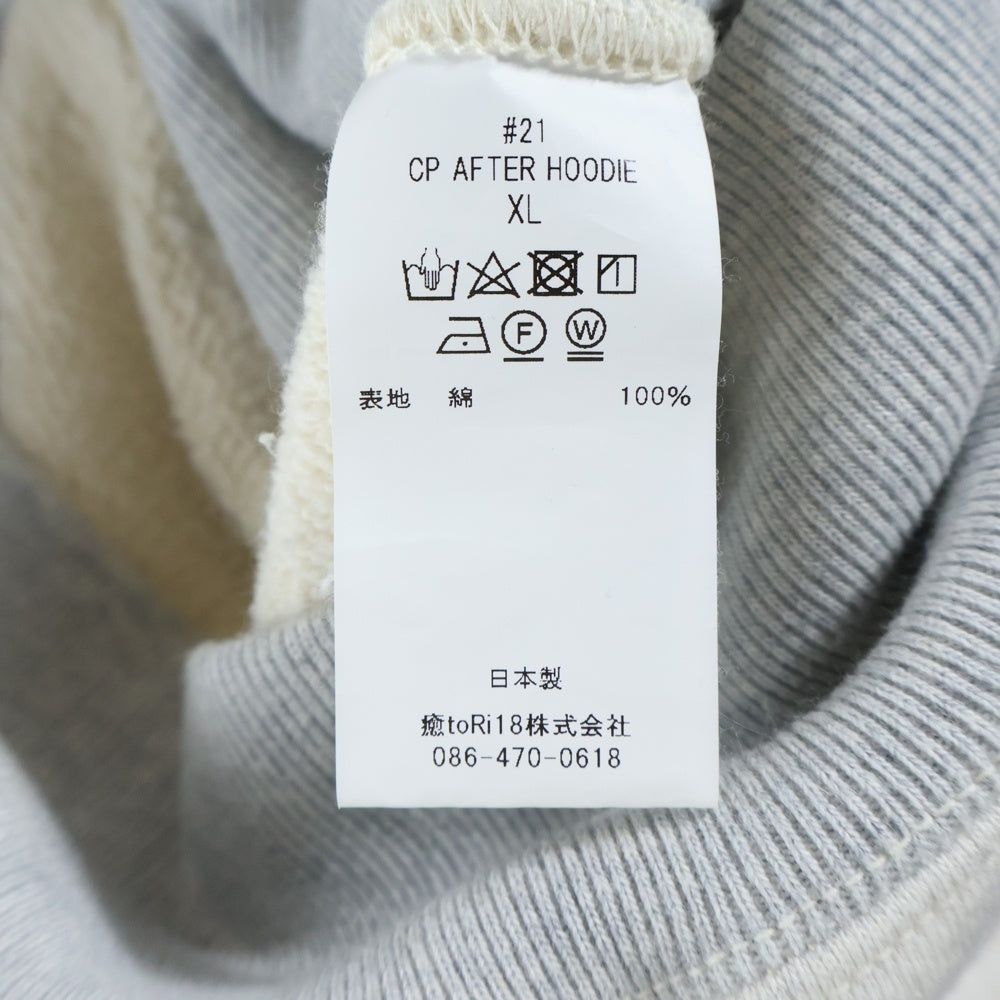 #21
CP AFTER HOODIE
XL
F W
表地 綿 100%
日本製
癒toRi18株式会社
086-470-0618